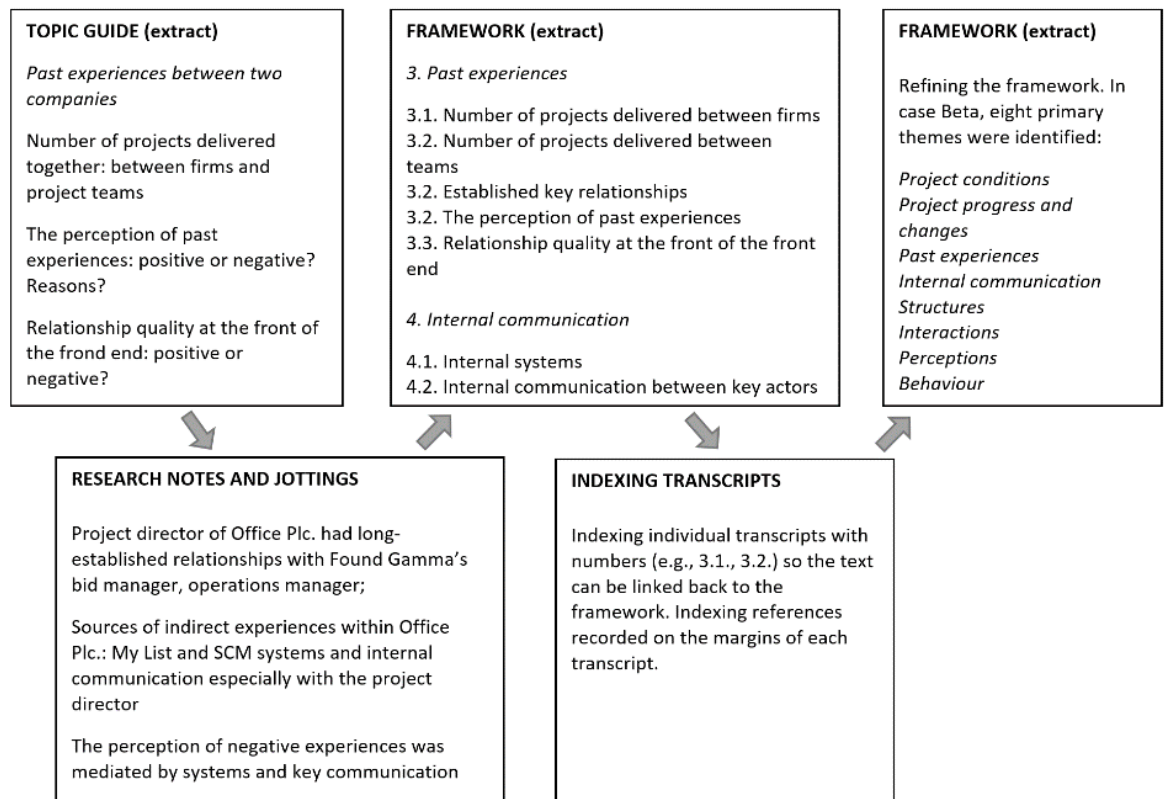 TOPIC GUIDE (extract)
Past experiences between two
companies
Number of projects delivered
together: between firms and
project teams
The perception of past
experiences: positive or negative?
Reasons?
Relationship quality at the front of
the frond end: positive or
negative?
RESEARCH NOTES AND JOTTINGS
Project director of Office Plc. had long-
established relationships with Found Gamma's
bid manager, operations manager;
Sources of indirect experiences within Office
Plc.: My List and SCM systems and internal
communication especially with the project
director
The perception of negative experiences was
mediated by systems and key communication
FRAMEWORK (extract)
3. Past experiences
3.1. Number of projects delivered between firms
3.2. Number of projects delivered between
teams
3.2. Established key relationships
3.2. The perception of past experiences
3.3. Relationship quality at the front of the front
end
4. Internal communication
4.1. Internal systems
4.2. Internal communication between key actors
INDEXING TRANSCRIPTS
Indexing individual transcripts with
numbers (e.g., 3.1., 3.2.) so the text
can be linked back to the
framework. Indexing references
recorded on the margins of each
transcript.
FRAMEWORK (extract)
Refining the framework. In
case Beta, eight primary
themes were identified:
Project conditions
Project progress and
changes
Past experiences
Internal communication
Structures
Interactions
Perceptions
Behaviour